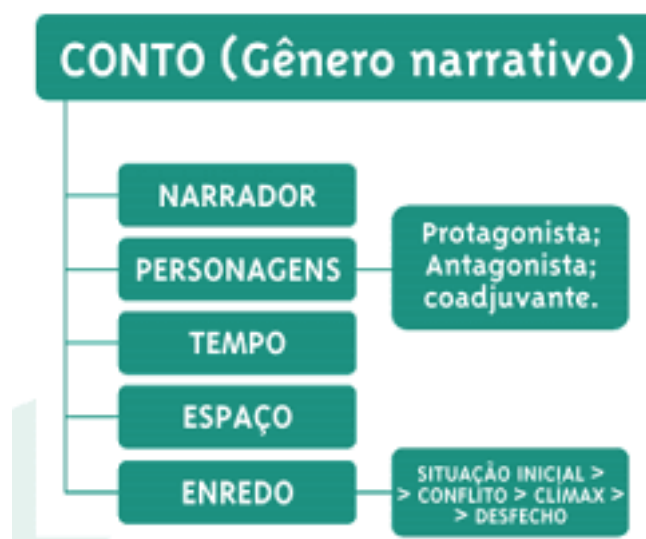 CONTO (Gênero narrativo)
NARRADOR
PERSONAGENS
Protagonista;
Antagonista;
coadjuvante.
TEMPO
ESPAÇO
ENREDO
SITUAÇÃO INICIAL >
> CONFLITO > CLÍMAX >
> DESFECHO